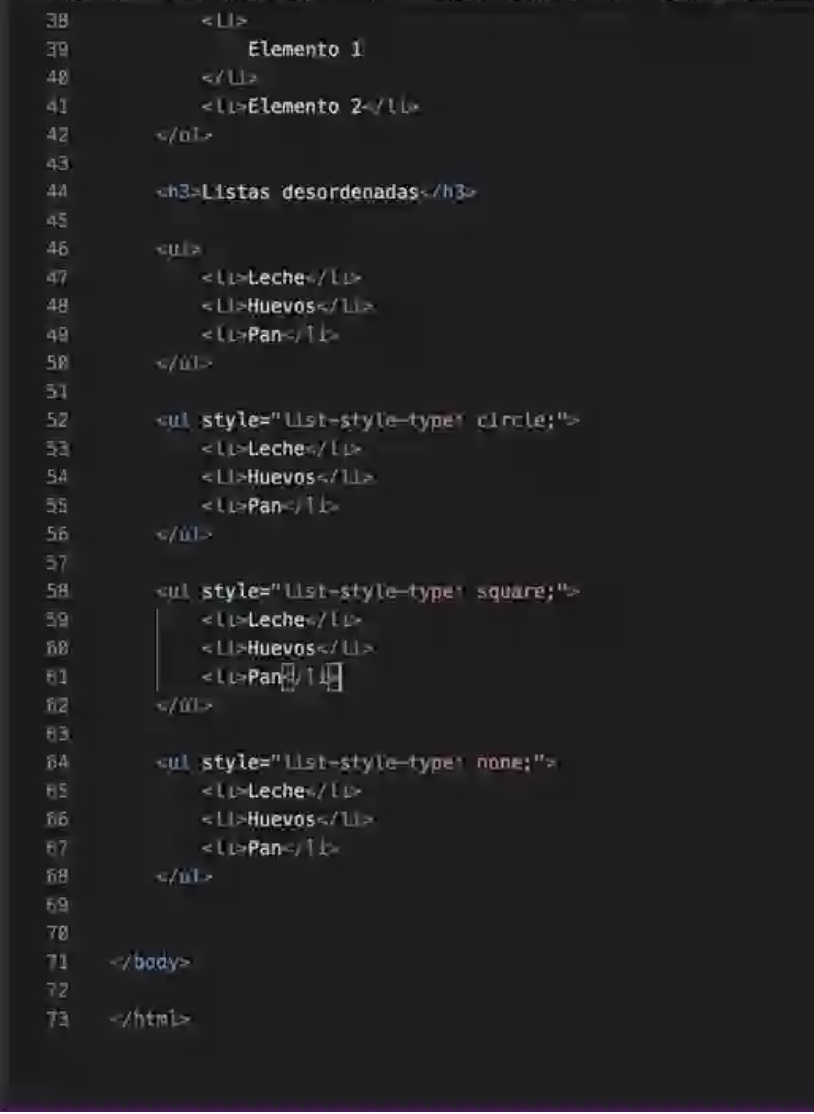 38 <li>
39 Elemento 1
40 </li>
41 <li>Elemento 2</li>
42 </ol>
43
44 <h3>Listas desordenadas</h3>
45
46 <ul>
47 <li>Leche</li>
48 <li>Huevos</li>
49 <li>Pan</li>
50 </ul>
51
52 <ul style="list-style-type: circle;">
53 <li>Leche</li>
54 <li>Huevos</li>
55 <li>Pan</li>
56 </ul>
57
58 <ul style="list-style-type: square;">
59 <li>Leche</li>
60 <li>Huevos</li>
61 <li>Pan</li>
62 </ul>
63
64 <ul style="list-style-type: none;">
65 <li>Leche</li>
66 <li>Huevos</li>
67 <li>Pan</li>
68 </ul>
69
70
71 </body>
72
73 </html>